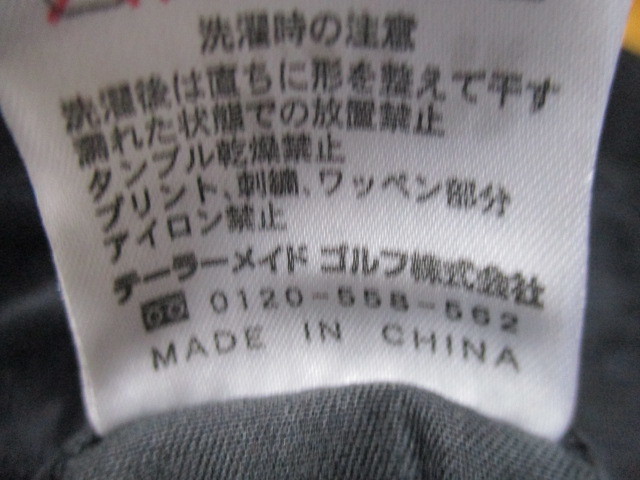 洗濯時の注意
洗濯後は直ちに形を整えて干す
濡れた状態での放置禁止
タンブル乾燥禁止
プリント、刺繍、ワッペン部分
アイロン禁止
テーラーメイド ゴルフ株式会社
0120-558-562
MADE IN CHINA